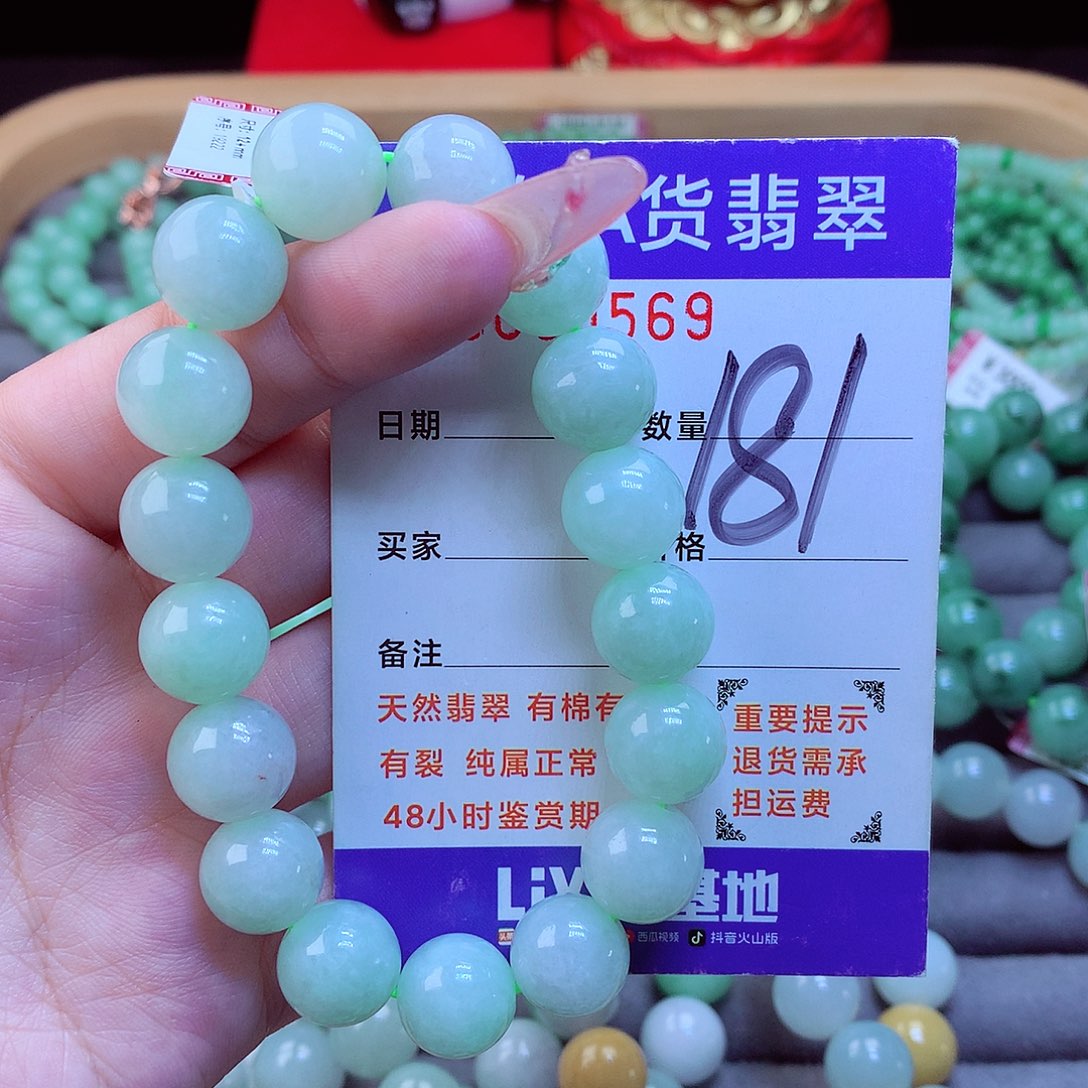 A货翡翠
569
日期
数量
181
买家
格
备注
天然翡翠 有棉有
有裂 纯属正常
48小时鉴赏期
重要提示
退货需承
担运费
LiY
基地
西瓜视频 抖音火山版